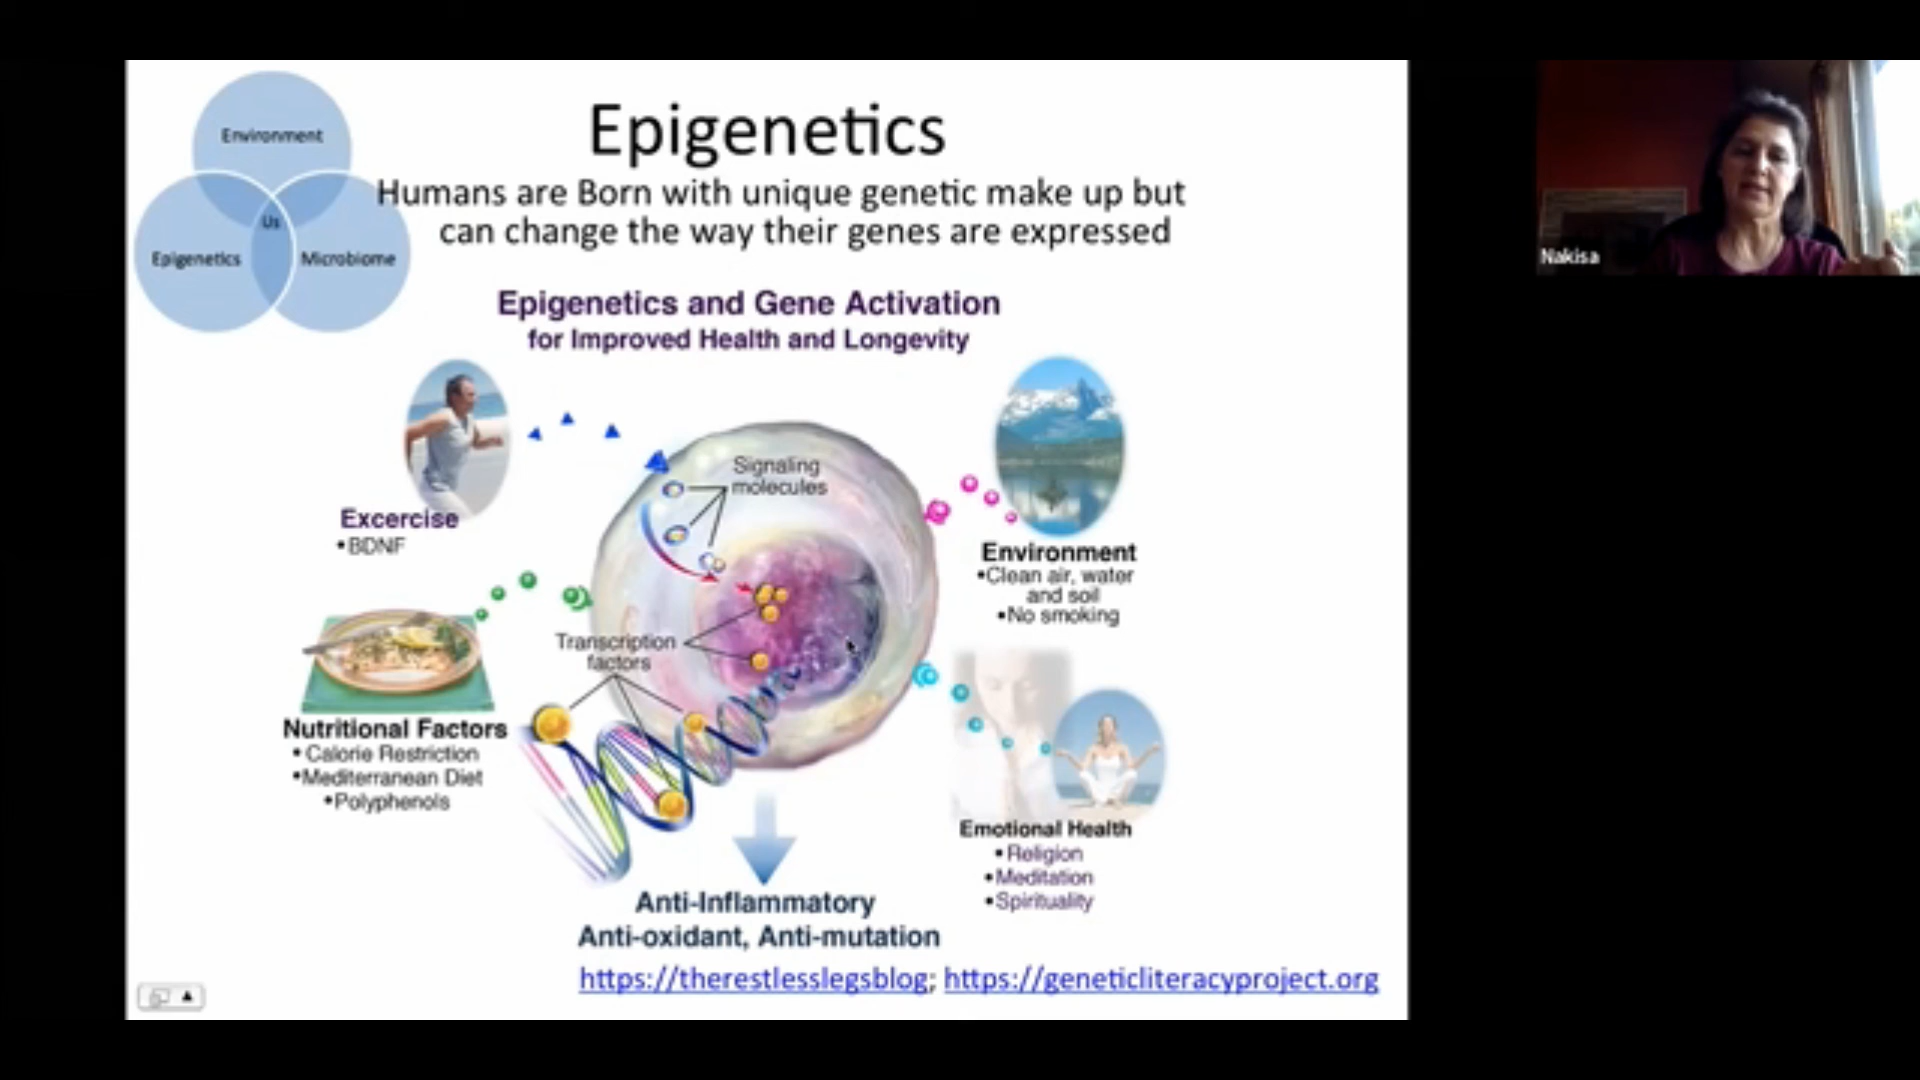 Environment
Epigenetics
Us
Microbiome
Epigenetics
Humans are Born with unique genetic make up but
can change the way their genes are expressed
Epigenetics and Gene Activation
for Improved Health and Longevity
Signaling
molecules
Excercise
•BDNF
Transcription
factors
Nutritional Factors
• Calorie Restriction
•Mediterranean Diet
•Polyphenols
Environment
•Clean air, water
and soil
•No smoking
Emotional Health
• Religion
• Meditation
• Spirituality
Anti-Inflammatory
Anti-oxidant, Anti-mutation
https://therestlesslegsblog; https://geneticliteracyproject.org
Nakisa